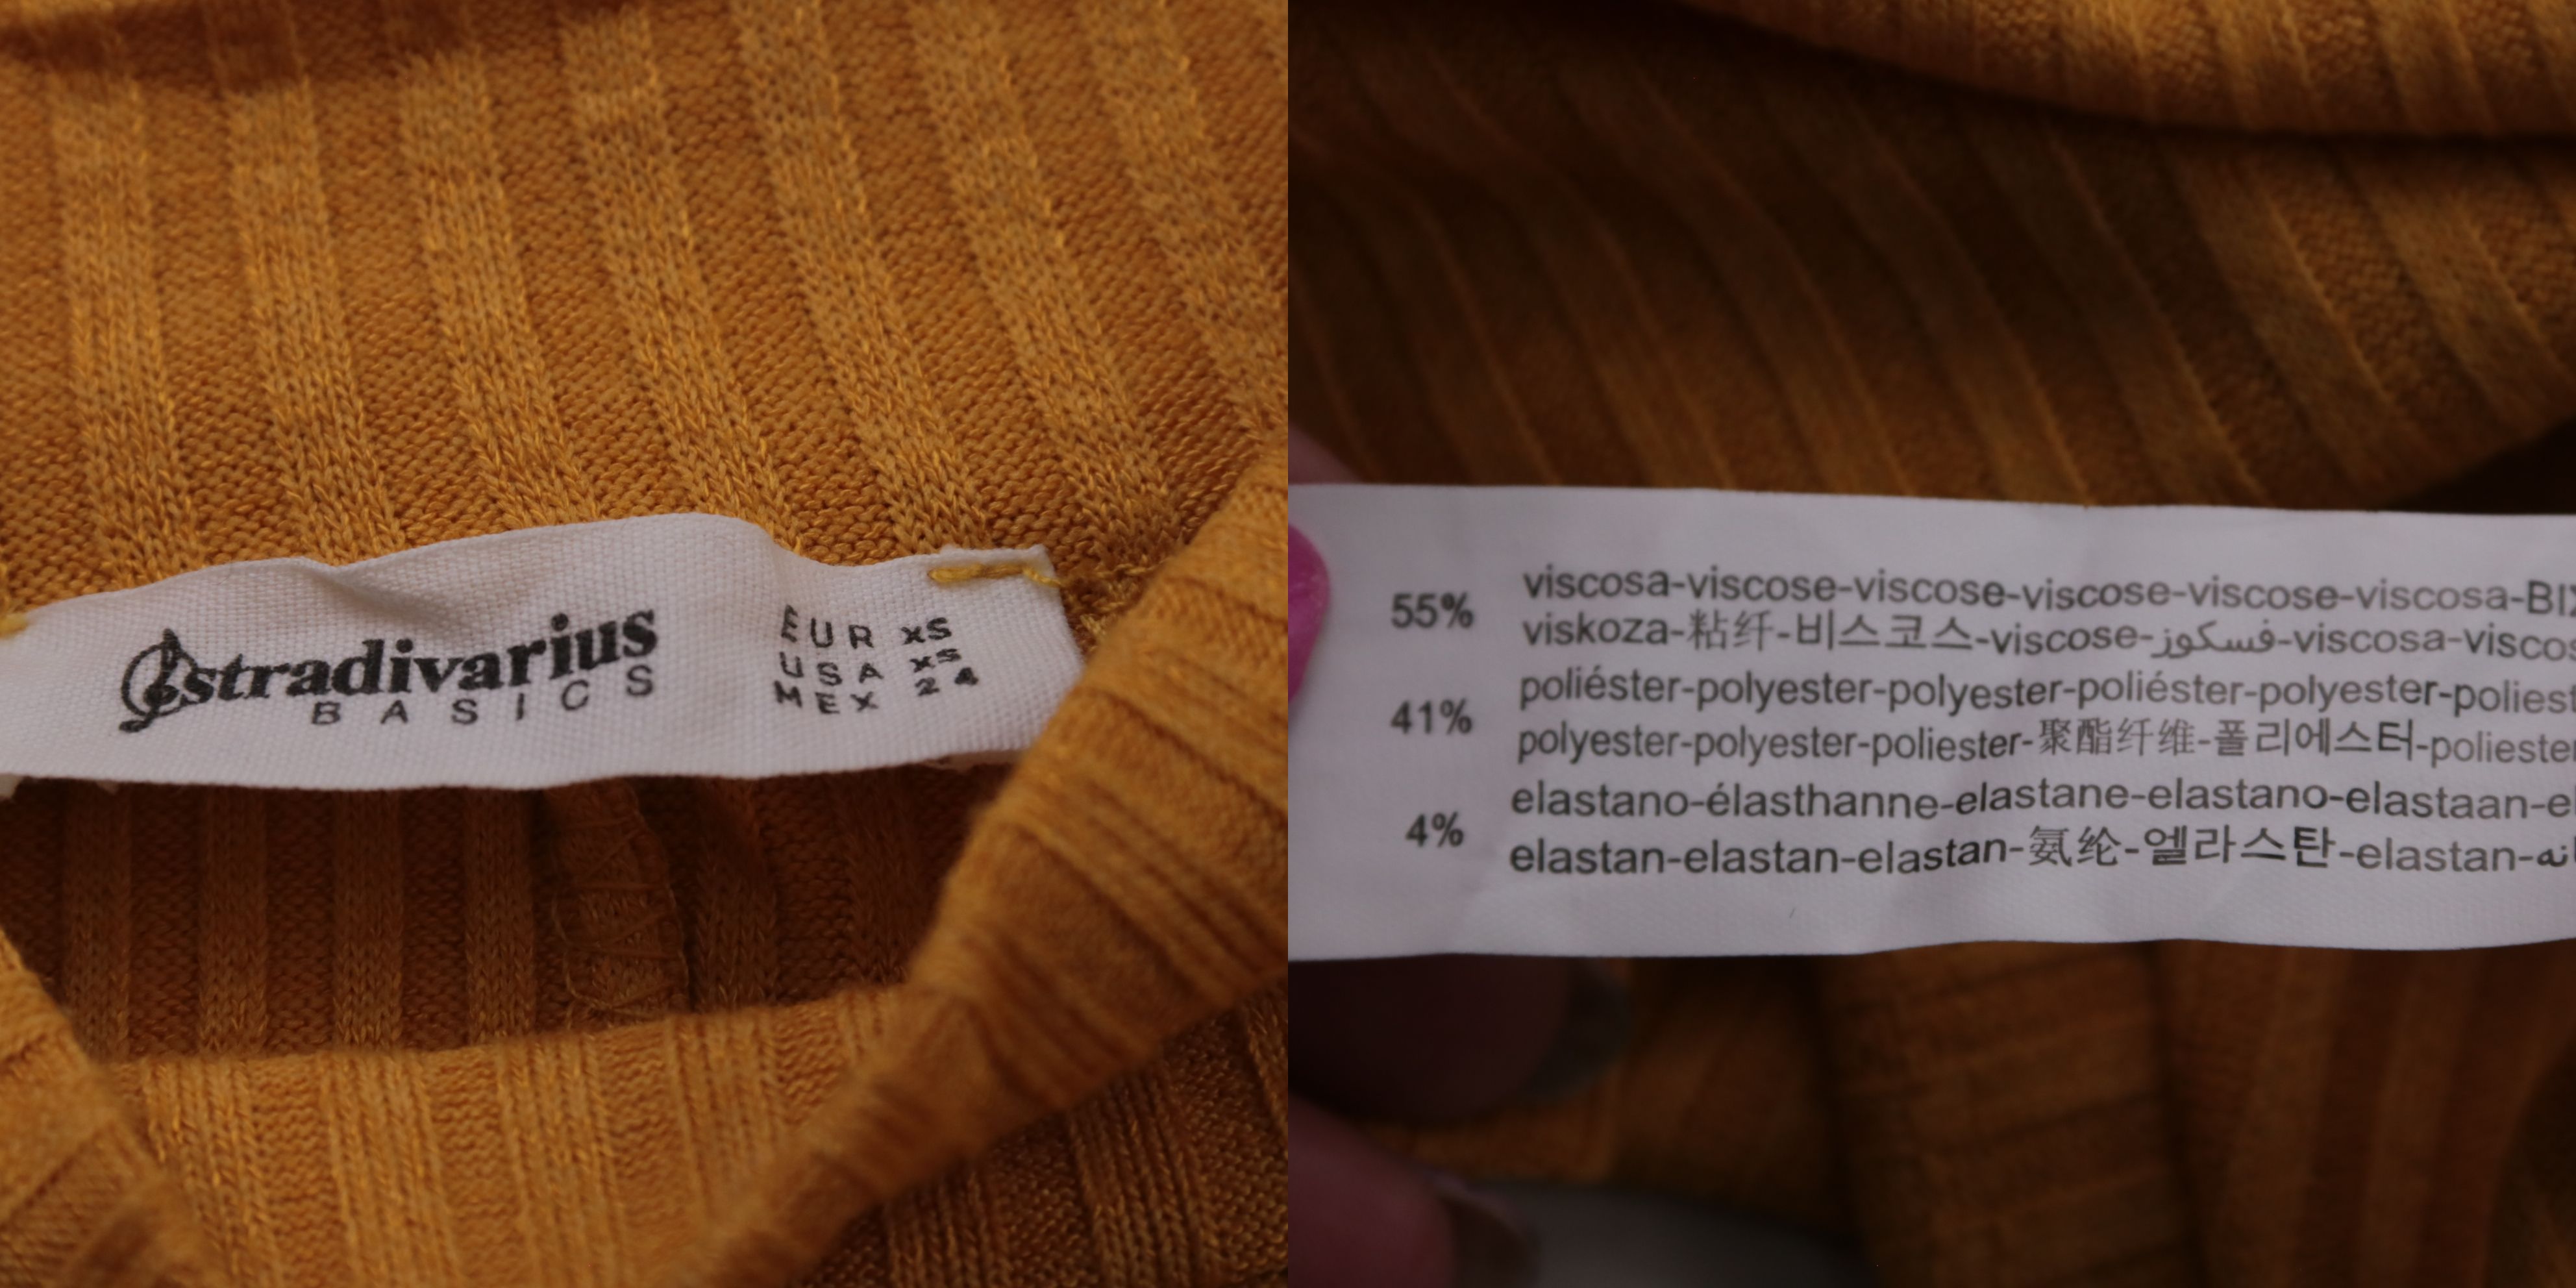 stradivarius
BASICS
EUR XS
USA XS
MEX 24
55%
viscosa-viscose-viscose-viscose-viscose-viscosa-
viskoza-粘纤-비스코스-viscose-فسكوز-viscosa-
41%
poliéster-polyester-polyester-poliéster-polyester-
polyester-polyester-poliester-聚酯纤维-폴리에스터-
4%
elastano-élasthanne-elastane-elastano-elastaan-
elastan-elastan-elastan-氨纶-엘라스탄-elastan-